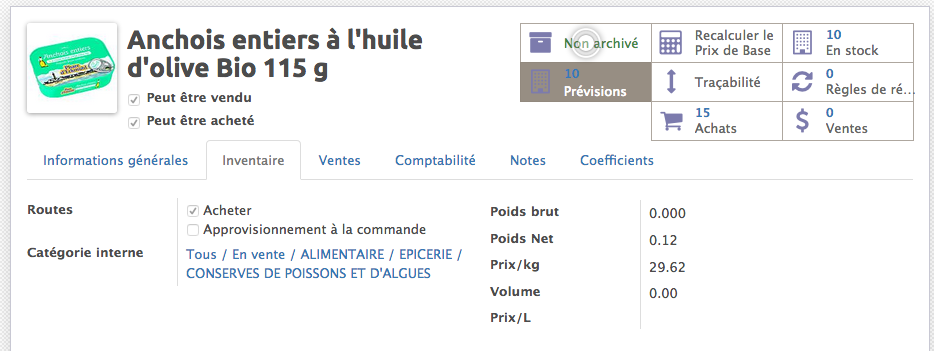 Anchois entiers à l'huile
d'olive Bio 115 g
Peut être vendu
Peut être acheté
Non archivé
Recalculer le
Prix de Base
10
En stock
10
Prévisions
Traçabilité
0
Règles de ré...
15
Achats
0
Ventes
Informations générales
Inventaire
Ventes
Comptabilité
Notes
Coefficients
Routes
Acheter
Approvisionnement à la commande
Catégorie interne
Tous / En vente / ALIMENTAIRE / EPICERIE /
CONSERVES DE POISSONS ET D'ALGUES
Poids brut
0.000
Poids Net
0.12
Prix/kg
29.62
Volume
0.00
Prix/L